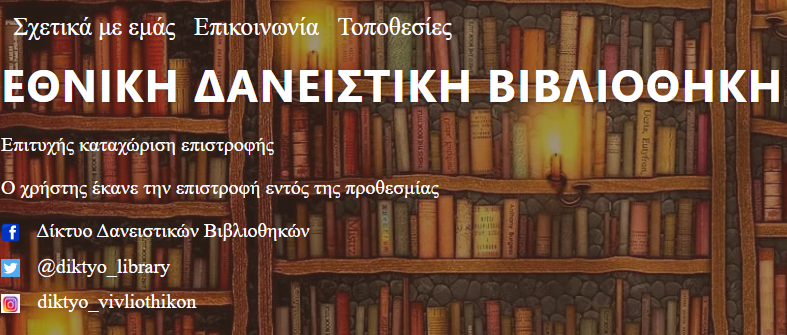 Σχετικά με εμάς Επικοινωνία Τοποθεσίες
ΕΘΝΙΚΗ ΔΑΝΕΙΣΤΙΚΗ ΒΙΒΛΙΟΘΗΚΗ
Επιτυχής καταχώριση επιστροφής
Ο χρήστης έκανε την επιστροφή εντός της προθεσμίας
Δίκτυο Δανειστικών Βιβλιοθηκών
@diktyo_library
diktyo_vivliothikon